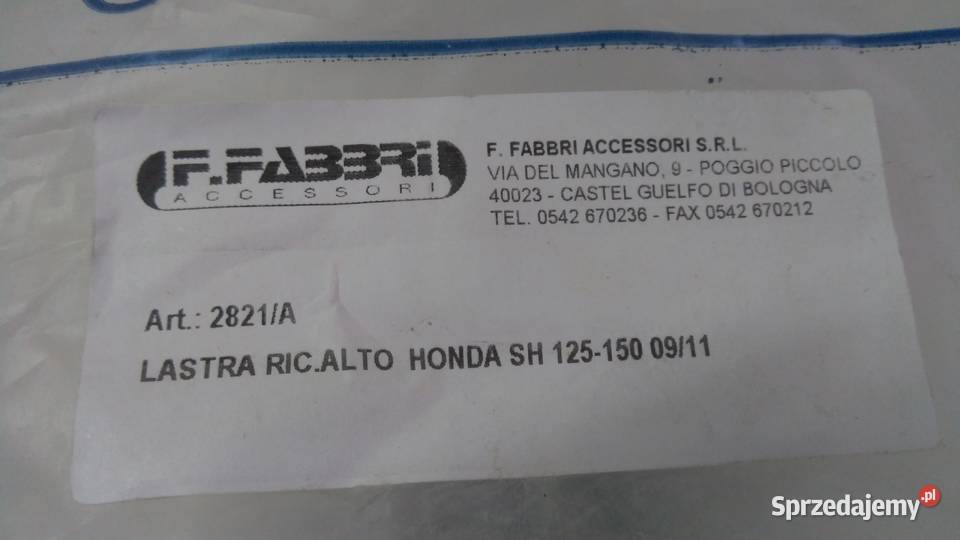 F.FABBRI
ACCESSORI
F. FABBRI ACCESSORI S.R.L.
VIA DEL MANGANO, 9 - POGGIO PICCOLO
40023 - CASTEL GUELFO DI BOLOGNA
TEL. 0542 670236 - FAX 0542 670212
Art.: 2821/A
LASTRA RIC.ALTO HONDA SH 125-150 09/11
Sprzedajemy.pl